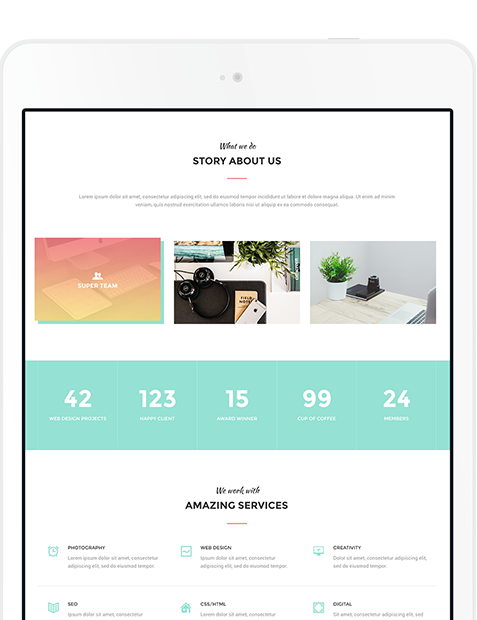 What we do
STORY ABOUT US
Lorem ipsum dolor sit amet, consectetur adipiscing elit, sed do eiusmod tempor incididunt ut labore et dolore magna aliqua. Ut enim ad minim
veniam, quis nostrud exercitation ullamco laboris nisi ut aliquip ex ea commodo consequat.
SUPER TEAM
FIELD NOTES
42 123 15 99 24
WEB DESIGN PROJECTS HAPPY CLIENT AWARD WINNER CUP OF COFFEE MEMBERS
We work with
AMAZING SERVICES
PHOTOGRAPHY WEB DESIGN CREATIVITY
Lorem ipsum dolor sit amet, consectetur Lorem ipsum dolor sit amet, consectetur Dolor sit amet, consectetur adipiscing elit,
adipiscing elit, sed do eiusmod tempor. adipiscing elit, sed do eiusmod tempor. sed do eiusmod tempor.
SEO CSS/HTML DIGITAL
Lorem ipsum dolor sit amet, consectetur Lorem ipsum dolor sit amet, consectetur Sit amet, consectetur adipiscing elit, sed